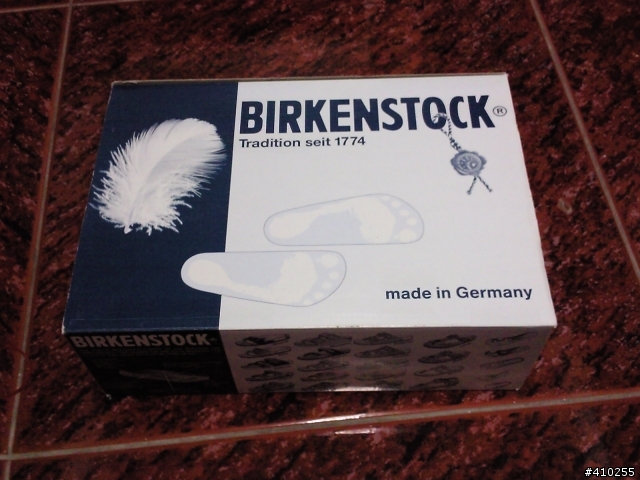 BIRKENSTOCK®
Tradition seit 1774
made in Germany
BIRKENSTOCK
#410255